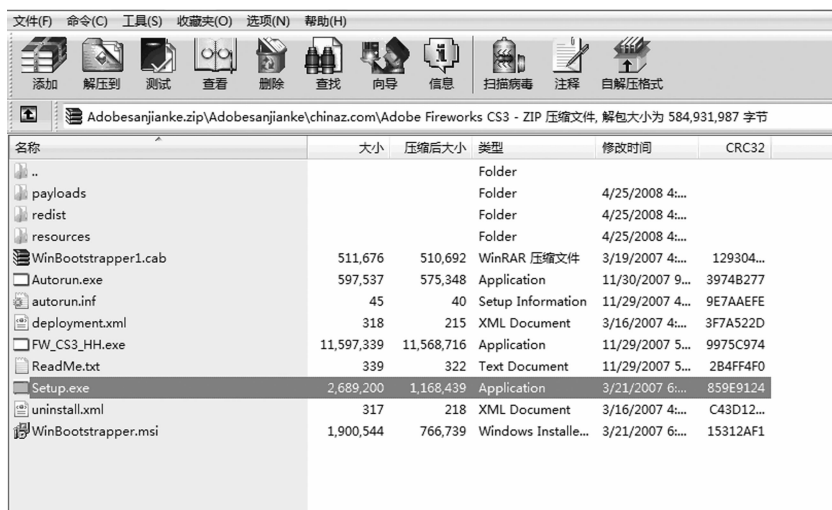 文件(F) 命令(C) 工具(S) 收藏夹(O) 选项(N) 帮助(H)
添加 解压到 测试 查看 删除 查找 向导 信息 扫描病毒 注释 自解压格式
Adobesanjianke.zip\Adobesanjianke\chinaz.com\Adobe Fireworks CS3 - ZIP 压缩文件, 解包大小为 584,931,987 字节
名称 大小 压缩后大小 类型 修改时间 CRC32
.. Folder
payloads Folder 4/25/2008 4:...
redist Folder 4/25/2008 4:...
resources Folder 4/25/2008 4:...
WinBootstrapper1.cab 511,676 510,692 WinRAR 压缩文件 3/19/2007 4:... 129304...
Autorun.exe 597,537 575,348 Application 11/30/2007 9... 3974B277
autorun.inf 45 40 Setup Information 11/29/2007 4... 9E7AAEFE
deployment.xml 318 215 XML Document 3/16/2007 4:... 3F7A522D
FW_CS3_HH.exe 11,597,339 11,568,716 Application 11/29/2007 5... 9975C974
ReadMe.txt 339 322 Text Document 11/29/2007 5... 2B4FF4F0
Setup.exe 2,689,200 1,168,439 Application 3/21/2007 6:... 859E9124
uninstall.xml 317 218 XML Document 3/16/2007 4:... C43D12...
WinBootstrapper.msi 1,900,544 766,739 Windows Installe... 3/21/2007 6:... 15312AF1